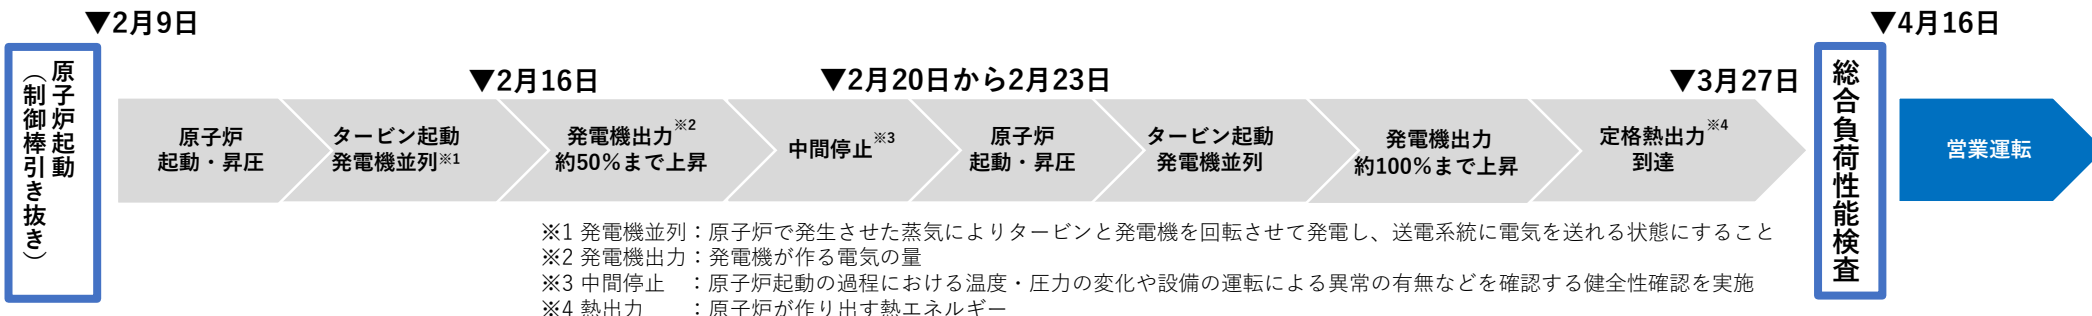 ▼2月9日
▼4月16日
原子炉起動
(制御棒引き抜き)
▼2月16日
▼2月20日から2月23日
▼3月27日
総合負荷性能検査
原子炉
起動・昇圧
タービン起動
発電機並列※1
発電機出力※2
約50%まで上昇
中間停止※3
原子炉
起動・昇圧
タービン起動
発電機並列
発電機出力
約100%まで上昇
定格熱出力※4
到達
営業運転
※1 発電機並列：原子炉で発生させた蒸気によりタービンと発電機を回転させて発電し、送電系統に電気を送れる状態にすること
※2 発電機出力：発電機が作る電気の量
※3 中間停止　：原子炉起動の過程における温度・圧力の変化や設備の運転による異常の有無などを確認する健全性確認を実施
※4 熱出力　　：原子炉が作り出す熱エネルギー